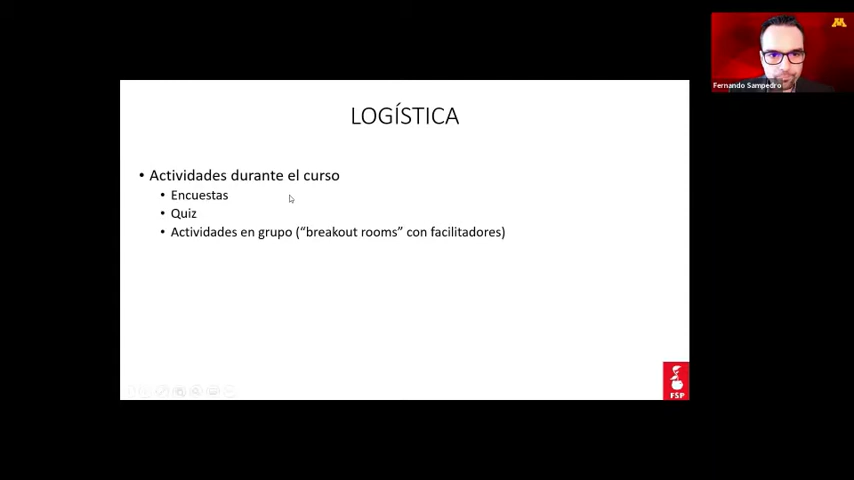 LOGÍSTICA
• Actividades durante el curso
• Encuestas
• Quiz
• Actividades en grupo (“breakout rooms” con facilitadores)
FSP
Fernando Sampedro
M